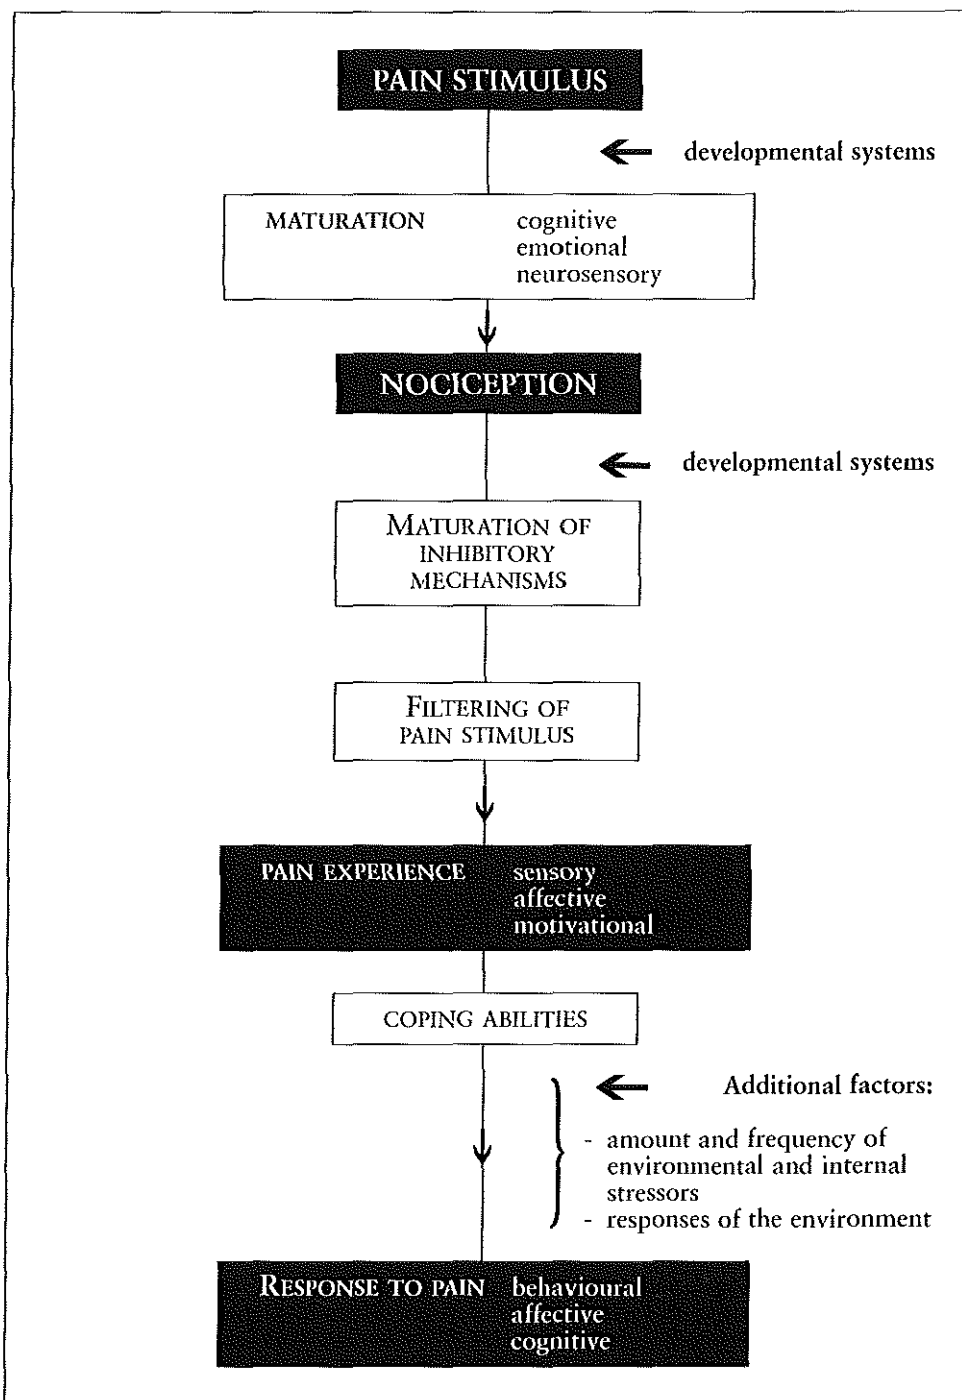 PAIN STIMULUS
developmental systems
MATURATION cognitive
emotional
neurosensory
NOCICEPTION
developmental systems
MATURATION OF
INHIBITORY
MECHANISMS
FILTERING OF
PAIN STIMULUS
PAIN EXPERIENCE sensory
affective
motivational
COPING ABILITIES
Additional factors:
- amount and frequency of
environmental and internal
stressors
- responses of the environment
RESPONSE TO PAIN behavioural
affective
cognitive